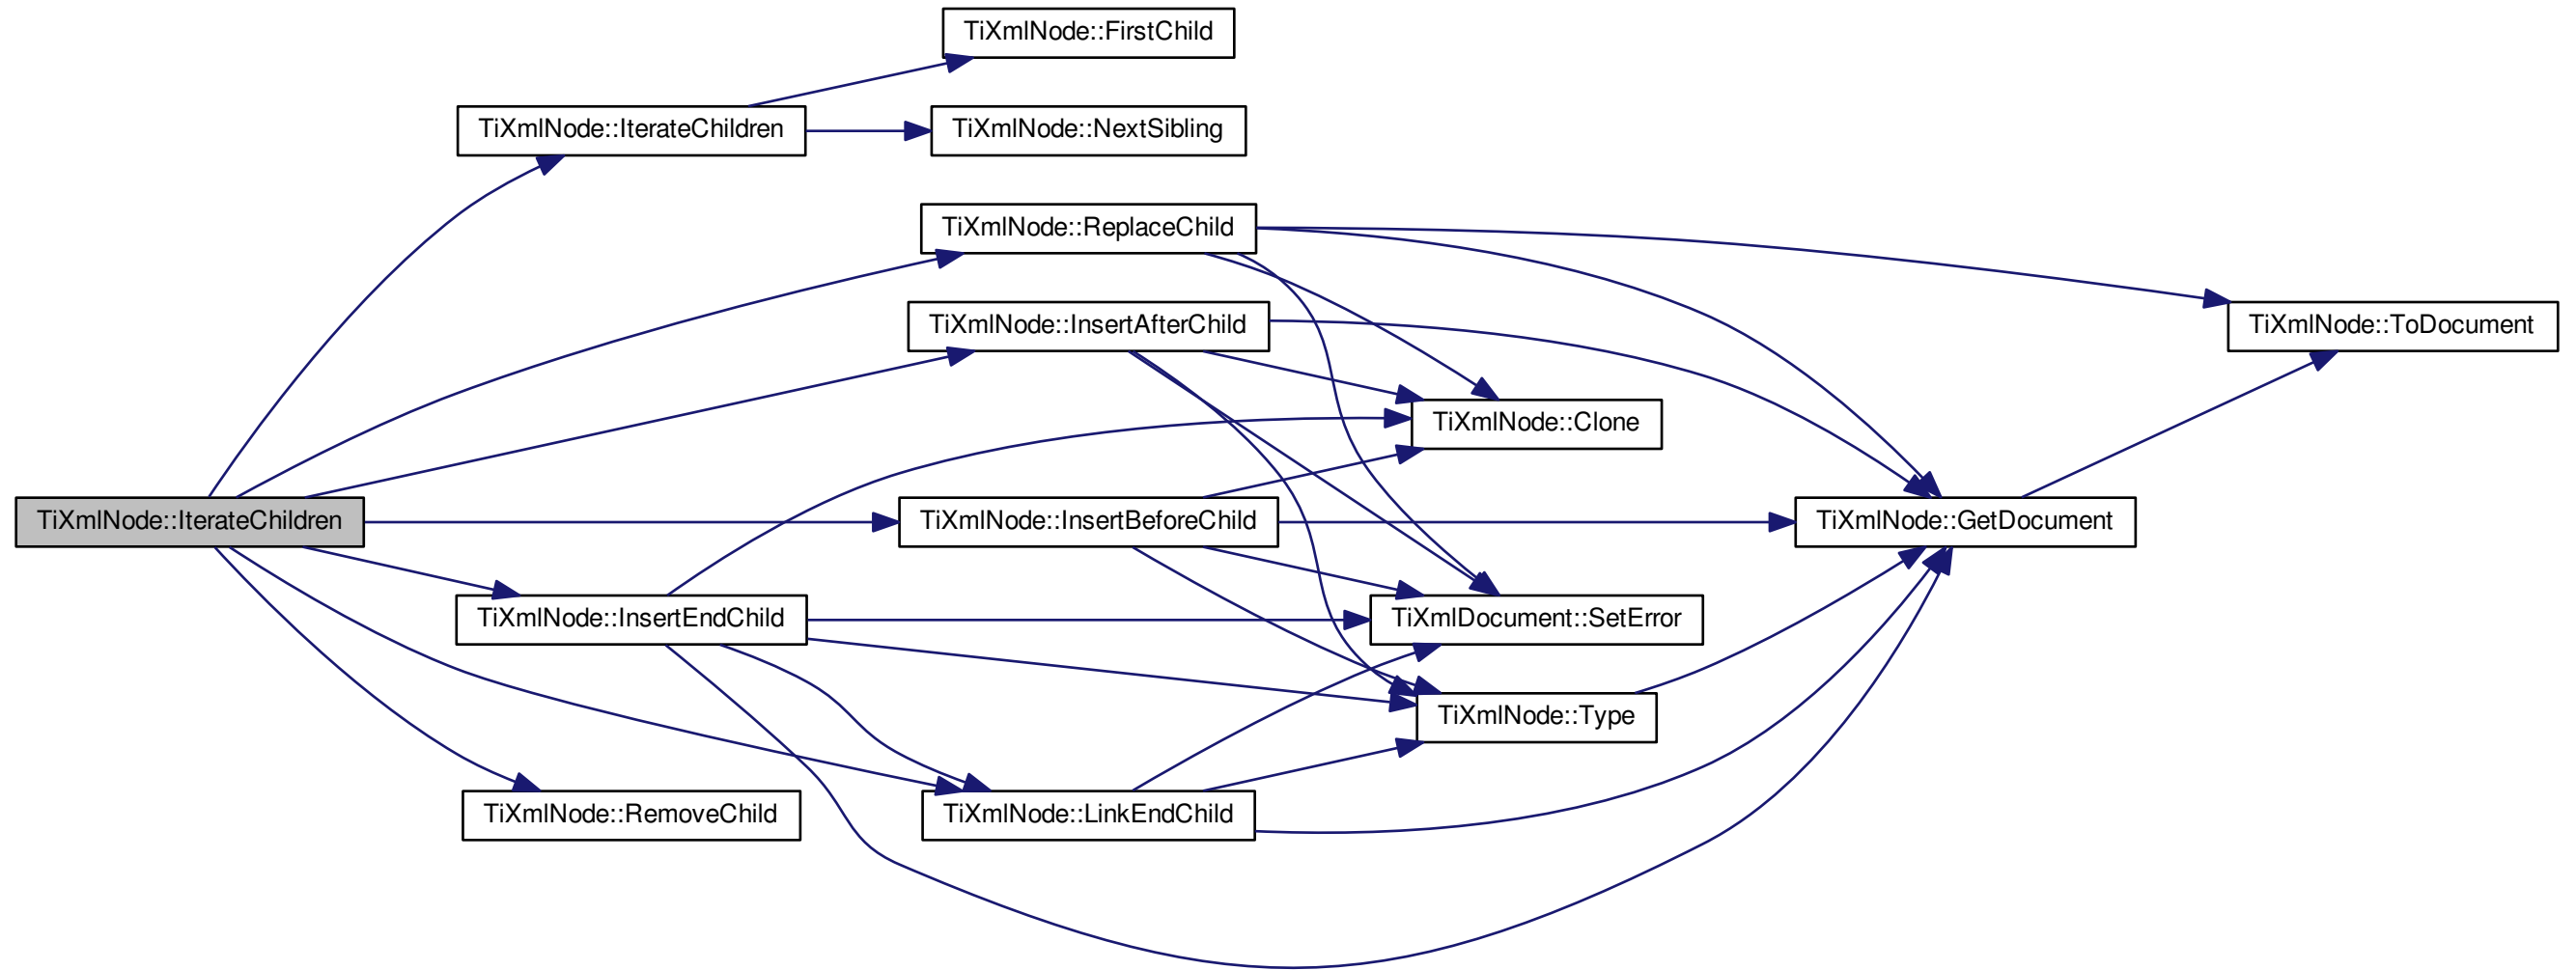 TiXmlNode::FirstChild
TiXmlNode::IterateChildren
TiXmlNode::NextSibling
TiXmlNode::ReplaceChild
TiXmlNode::InsertAfterChild
TiXmlNode::ToDocument
TiXmlNode::Clone
TiXmlNode::IterateChildren
TiXmlNode::InsertBeforeChild
TiXmlNode::GetDocument
TiXmlNode::InsertEndChild
TiXmlDocument::SetError
TiXmlNode::Type
TiXmlNode::RemoveChild
TiXmlNode::LinkEndChild